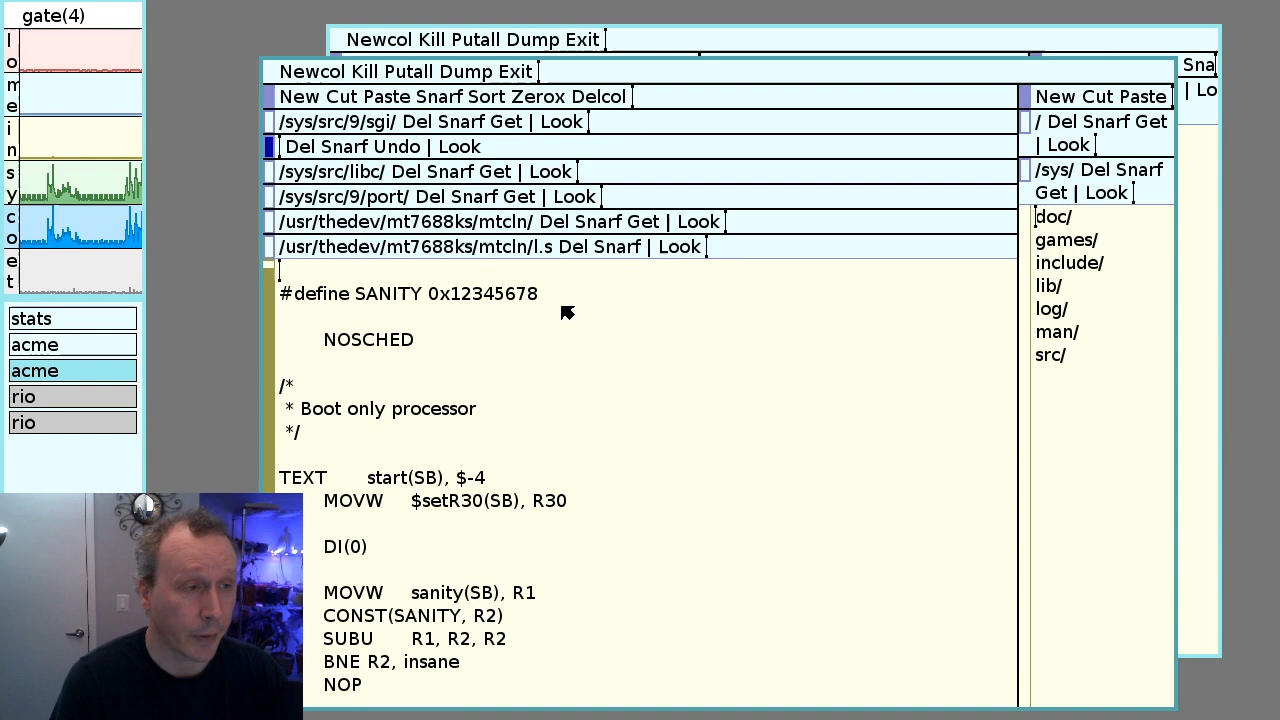 gate(4)
lo
me
in
sy
co
et
stats
acme
acme
rio
rio
Newcol Kill Putall Dump Exit
Sna
| Lo
Newcol Kill Putall Dump Exit
New Cut Paste Snarf Sort Zerox Delcol
/sys/src/9/sgi/ Del Snarf Get | Look
Del Snarf Undo | Look
/sys/src/libc/ Del Snarf Get | Look
/sys/src/9/port/ Del Snarf Get | Look
/usr/thedev/mt7688ks/mtcln/ Del Snarf Get | Look
/usr/thedev/mt7688ks/mtcln/l.s Del Snarf | Look
#define SANITY 0x12345678
NOSCHED
/*
* Boot only processor
*/
TEXT start(SB), $-4
MOVW $setR30(SB), R30
DI(0)
MOVW sanity(SB), R1
CONST(SANITY, R2)
SUBU R1, R2, R2
BNE R2, insane
NOP
New Cut Paste
/ Del Snarf Get
| Look
/sys/ Del Snarf
Get | Look
doc/
games/
include/
lib/
log/
man/
src/